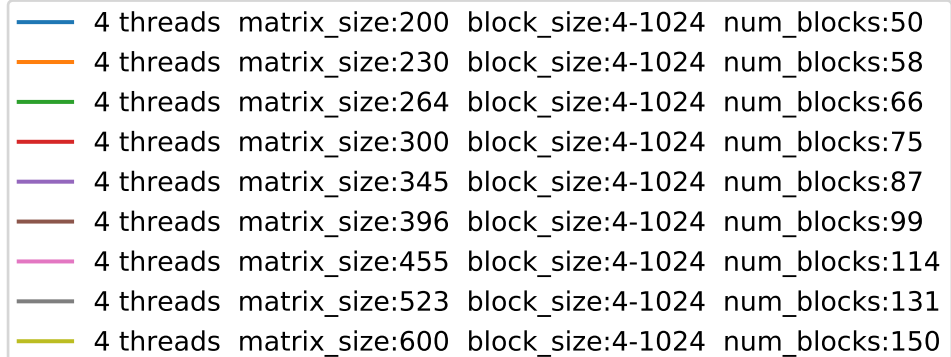 4 threads  matrix_size:200  block_size:4-1024  num_blocks:50
4 threads  matrix_size:230  block_size:4-1024  num_blocks:58
4 threads  matrix_size:264  block_size:4-1024  num_blocks:66
4 threads  matrix_size:300  block_size:4-1024  num_blocks:75
4 threads  matrix_size:345  block_size:4-1024  num_blocks:87
4 threads  matrix_size:396  block_size:4-1024  num_blocks:99
4 threads  matrix_size:455  block_size:4-1024  num_blocks:114
4 threads  matrix_size:523  block_size:4-1024  num_blocks:131
4 threads  matrix_size:600  block_size:4-1024  num_blocks:150